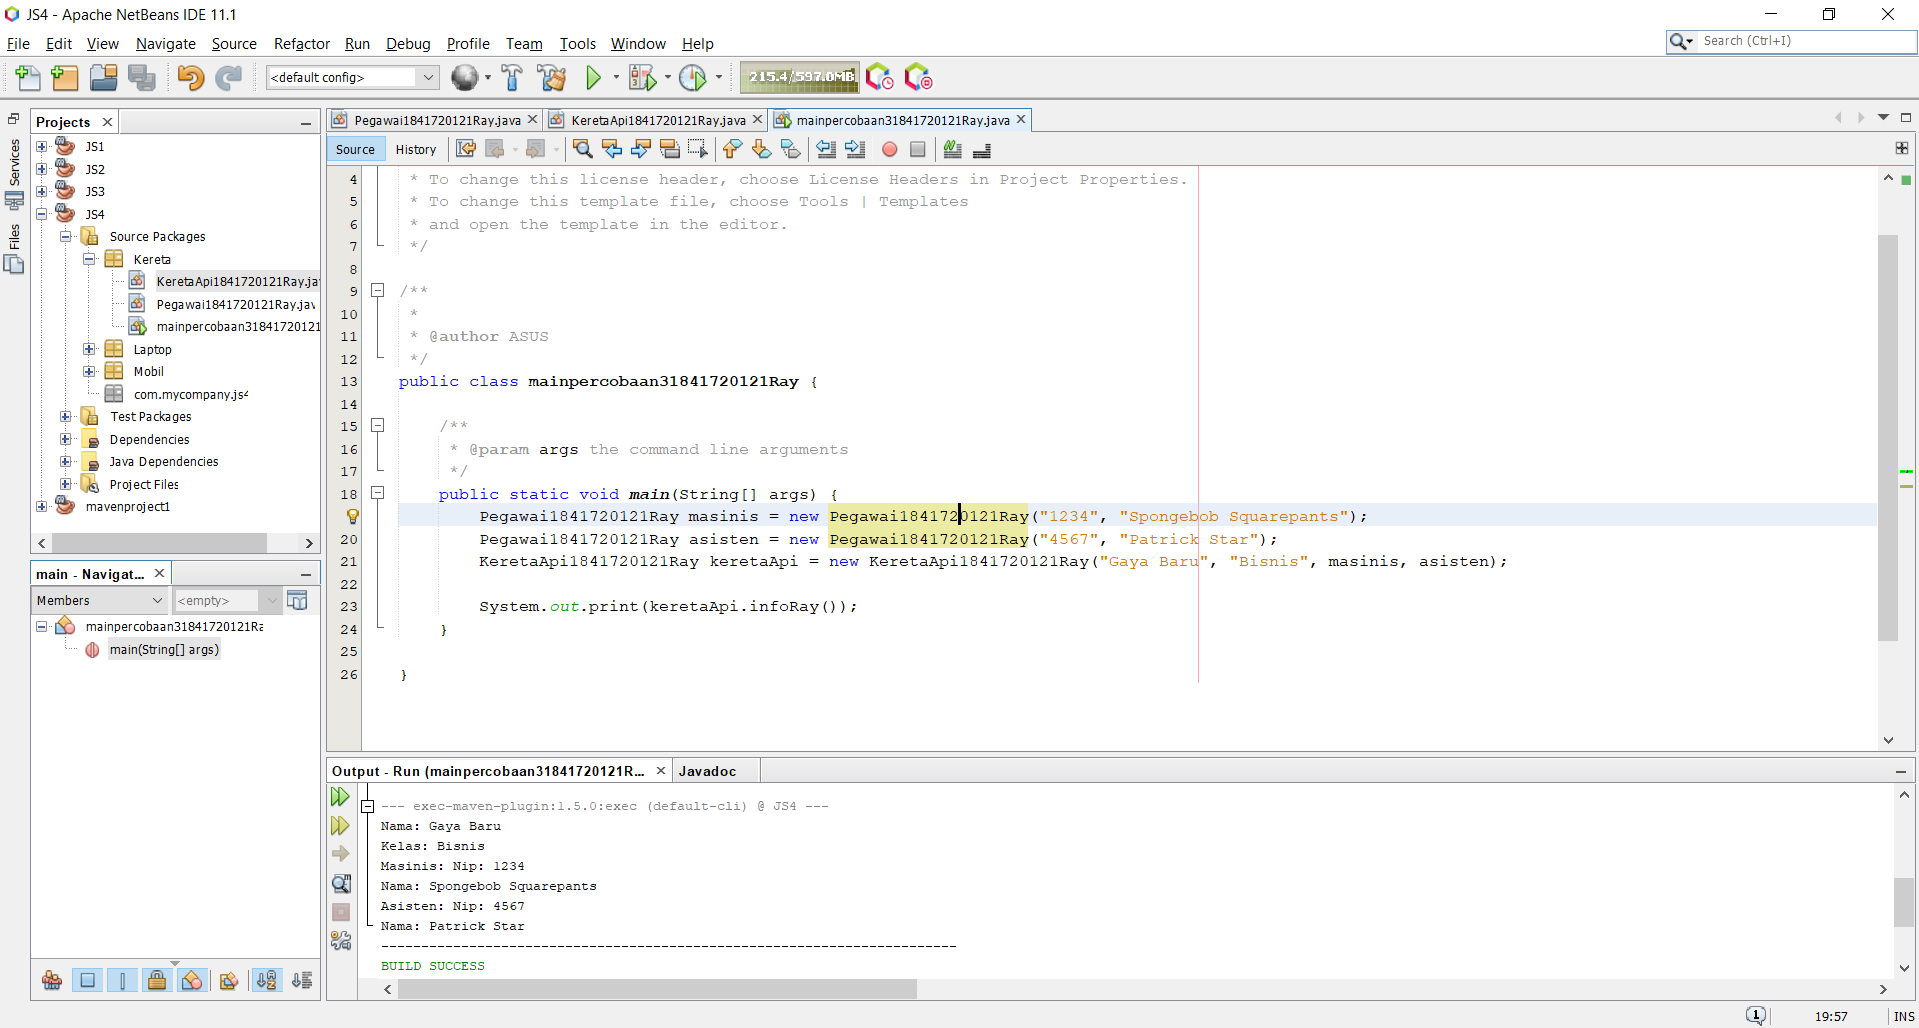 JS4 - Apache NetBeans IDE 11.1
File Edit View Navigate Source Refactor Run Debug Profile Team Tools Window Help
Search (Ctrl+I)
<default config>
215.4/597.0MB
Services
Files
Projects
JS1
JS2
JS3
JS4
Source Packages
Kereta
KeretaApi1841720121Ray.ja
Pegawai1841720121Ray.jav
mainpercobaan31841720121
Laptop
Mobil
com.mycompany.js4
Test Packages
Dependencies
Java Dependencies
Project Files
mavenproject1
main - Navigat...
Members
<empty>
mainpercobaan31841720121Ra
main(String[] args)
Pegawai1841720121Ray.java KeretaApi1841720121Ray.java mainpercobaan31841720121Ray.java
Source History
4 * To change this license header, choose License Headers in Project Properties.
5 * To change this template file, choose Tools | Templates
6 * and open the template in the editor.
7 */
8
9 /**
10 *
11 * @author ASUS
12 */
13 public class mainpercobaan31841720121Ray {
14
15 /**
16 * @param args the command line arguments
17 */
18 public static void main(String[] args) {
Pegawai1841720121Ray masinis = new Pegawai1841720121Ray("1234", "Spongebob Squarepants");
20 Pegawai1841720121Ray asisten = new Pegawai1841720121Ray("4567", "Patrick Star");
21 KeretaApi1841720121Ray keretaApi = new KeretaApi1841720121Ray("Gaya Baru", "Bisnis", masinis, asisten);
22
23 System.out.print(keretaApi.infoRay());
24 }
25
26 }
Output - Run (mainpercobaan31841720121R... Javadoc
--- exec-maven-plugin:1.5.0:exec (default-cli) @ JS4 ---
Nama: Gaya Baru
Kelas: Bisnis
Masinis: Nip: 1234
Nama: Spongebob Squarepants
Asisten: Nip: 4567
Nama: Patrick Star
------------------------------------------------------------------------
BUILD SUCCESS
1 19:57 INS